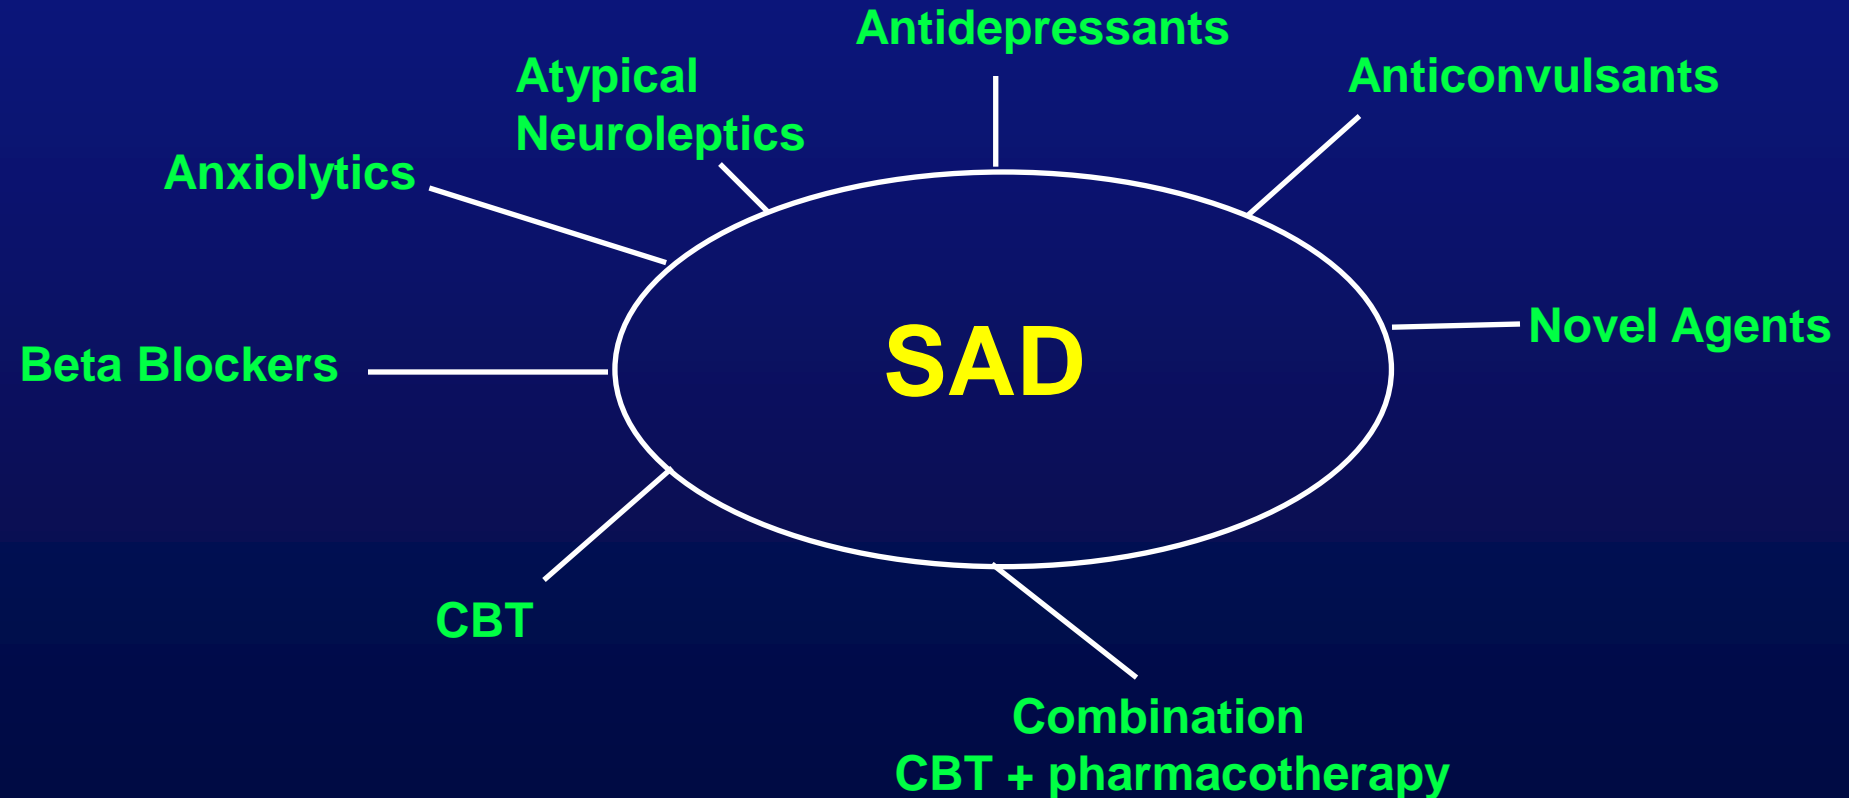 Antidepressants
Atypical
Neuroleptics
Anticonvulsants
Anxiolytics
Novel Agents
SAD
Beta Blockers
CBT
Combination
CBT + pharmacotherapy